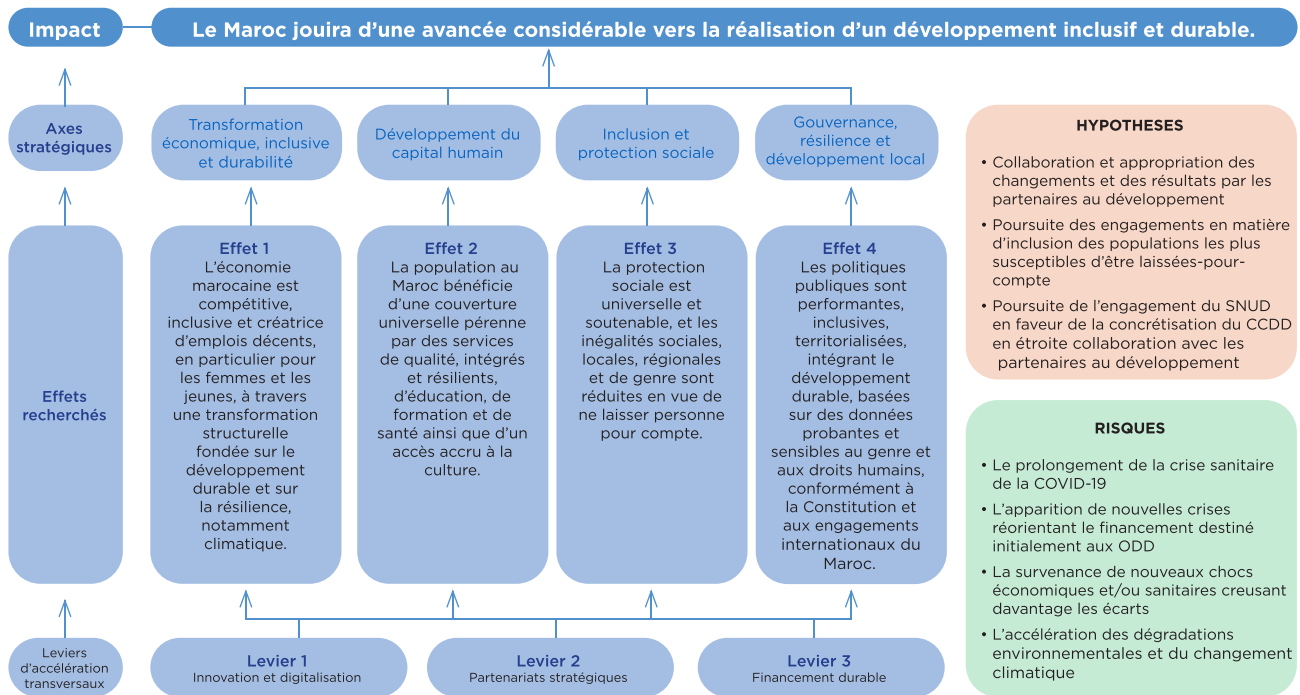 Impact
Le Maroc jouira d’une avancée considérable vers la réalisation d’un développement inclusif et durable.
Axes
stratégiques
Transformation
économique, inclusive
et durabilité
Développement du
capital humain
Inclusion et
protection sociale
Gouvernance,
résilience et
développement local
Effets
recherchés
Effet 1
L’économie
marocaine est
compétitive,
inclusive et créatrice
d’emplois décents,
en particulier pour
les femmes et les
jeunes, à travers
une transformation
structurelle
fondée sur le
développement
durable et sur
la résilience,
notamment
climatique.
Effet 2
La population au
Maroc bénéficie
d’une couverture
universelle pérenne
par des services
de qualité, intégrés
et résilients,
d’éducation, de
formation et de
santé ainsi que d’un
accès accru à la
culture.
Effet 3
La protection
sociale est
universelle et
soutenable, et les
inégalités sociales,
locales, régionales
et de genre sont
réduites en vue de
ne laisser personne
pour compte.
Effet 4
Les politiques
publiques sont
performantes,
inclusives,
territorialisées,
intégrant le
développement
durable, basées
sur des données
probantes et
sensibles au genre et
aux droits humains,
conformément à
la Constitution et
aux engagements
internationaux du
Maroc.
Leviers
d’accélération
transversaux
Levier 1
Innovation et digitalisation
Levier 2
Partenariats stratégiques
Levier 3
Financement durable
HYPOTHESES
• Collaboration et appropriation des
changements et des résultats par les
partenaires au développement
• Poursuite des engagements en matière
d’inclusion des populations les plus
susceptibles d’être laissées-pour-
compte
• Poursuite de l’engagement du SNUD
en faveur de la concrétisation du CCDD
en étroite collaboration avec les
partenaires au développement
RISQUES
• Le prolongement de la crise sanitaire
de la COVID-19
• L’apparition de nouvelles crises
réorientant le financement destiné
initialement aux ODD
• La survenance de nouveaux chocs
économiques et/ou sanitaires creusant
davantage les écarts
• L’accélération des dégradations
environnementales et du changement
climatique